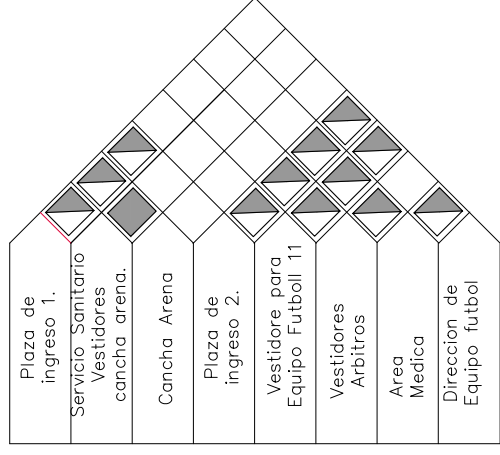 Plaza de
ingreso 1.
Servicio Sanitario
Vestidores
cancha arena.
Cancha Arena
Plaza de
ingreso 2.
Vestidore para
Equipo Futboll 11
Vestidores
Arbitros
Area
Medica
Direccion de
Equipo futbol